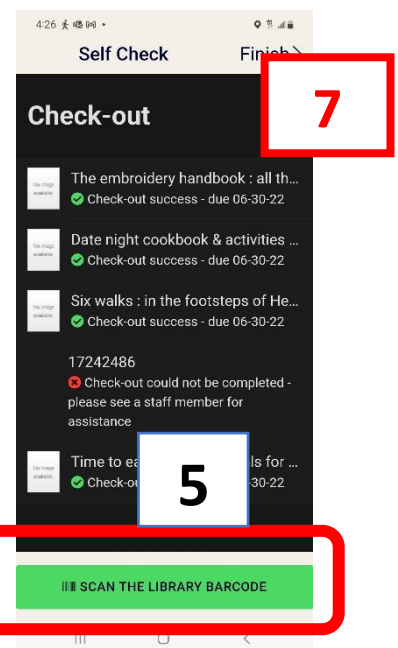 4:26
Self Check Finish
7
Check-out
No image available
The embroidery handbook : all th...
Check-out success - due 06-30-22
No image available
Date night cookbook & activities ...
Check-out success - due 06-30-22
No image available
Six walks : in the footsteps of He...
Check-out success - due 06-30-22
17242486
Check-out could not be completed -
please see a staff member for
assistance
No image available
Time to ea ls for ...
Check-ou -30-22
5
SCAN THE LIBRARY BARCODE